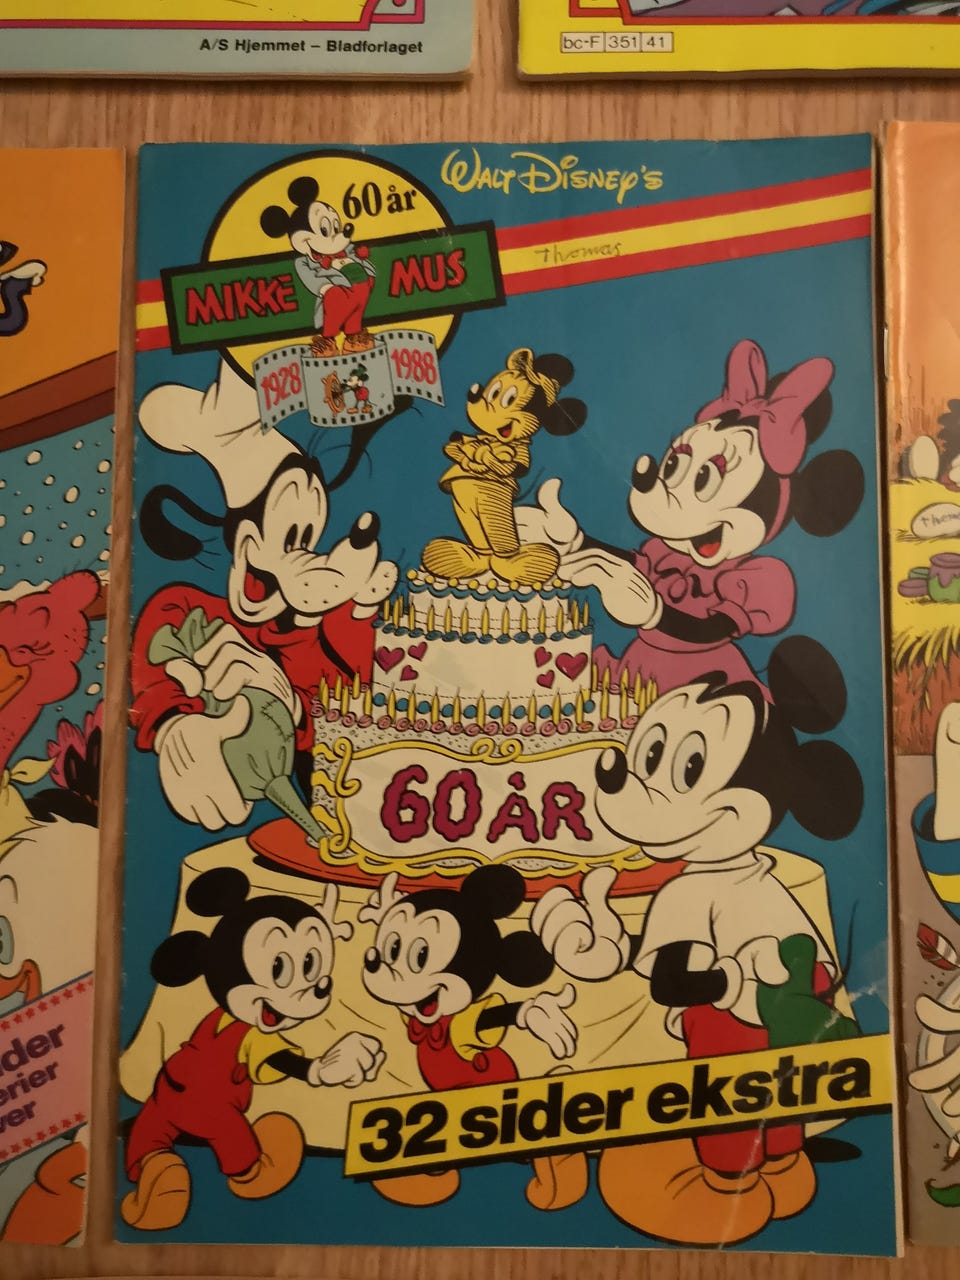 A/S Hjemmet – Bladforlaget
bc-F 351 41
WALT DISNEY'S
60 år
Thomas
MIKKE MUS
1928 1988
60 ÅR
32 sider ekstra